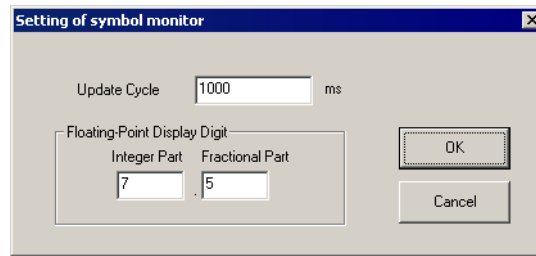 Setting of symbol monitor
Update Cycle 1000 ms
Floating-Point Display Digit
Integer Part Fractional Part
7 . 5
OK
Cancel